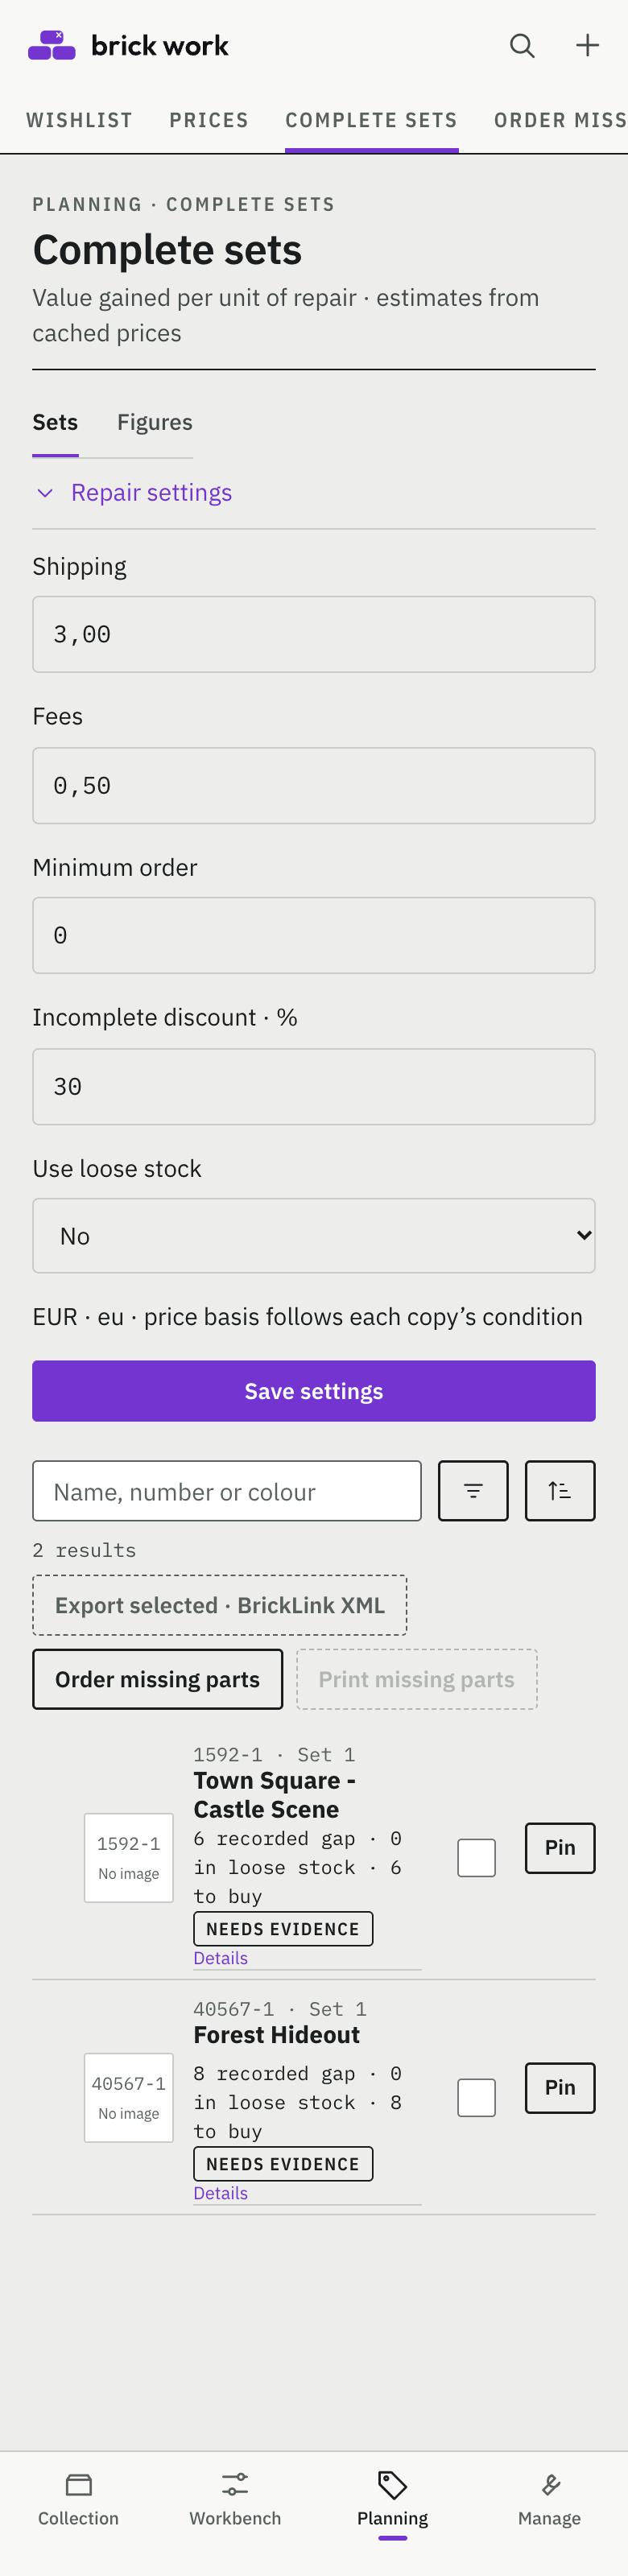 brick work
WISHLIST PRICES COMPLETE SETS ORDER MISS
PLANNING · COMPLETE SETS
Complete sets
Value gained per unit of repair · estimates from
cached prices
Sets Figures
Repair settings
Shipping
3,00
Fees
0,50
Minimum order
0
Incomplete discount · %
30
Use loose stock
No
EUR · eu · price basis follows each copy’s condition
Save settings
Name, number or colour
2 results
Export selected · BrickLink XML
Order missing parts Print missing parts
1592-1 · Set 1
Town Square -
Castle Scene
1592-1
No image
6 recorded gap · 0
in loose stock · 6
to buy
NEEDS EVIDENCE
Details
Pin
40567-1 · Set 1
Forest Hideout
40567-1
No image
8 recorded gap · 0
in loose stock · 8
to buy
NEEDS EVIDENCE
Details
Pin
Collection Workbench Planning Manage